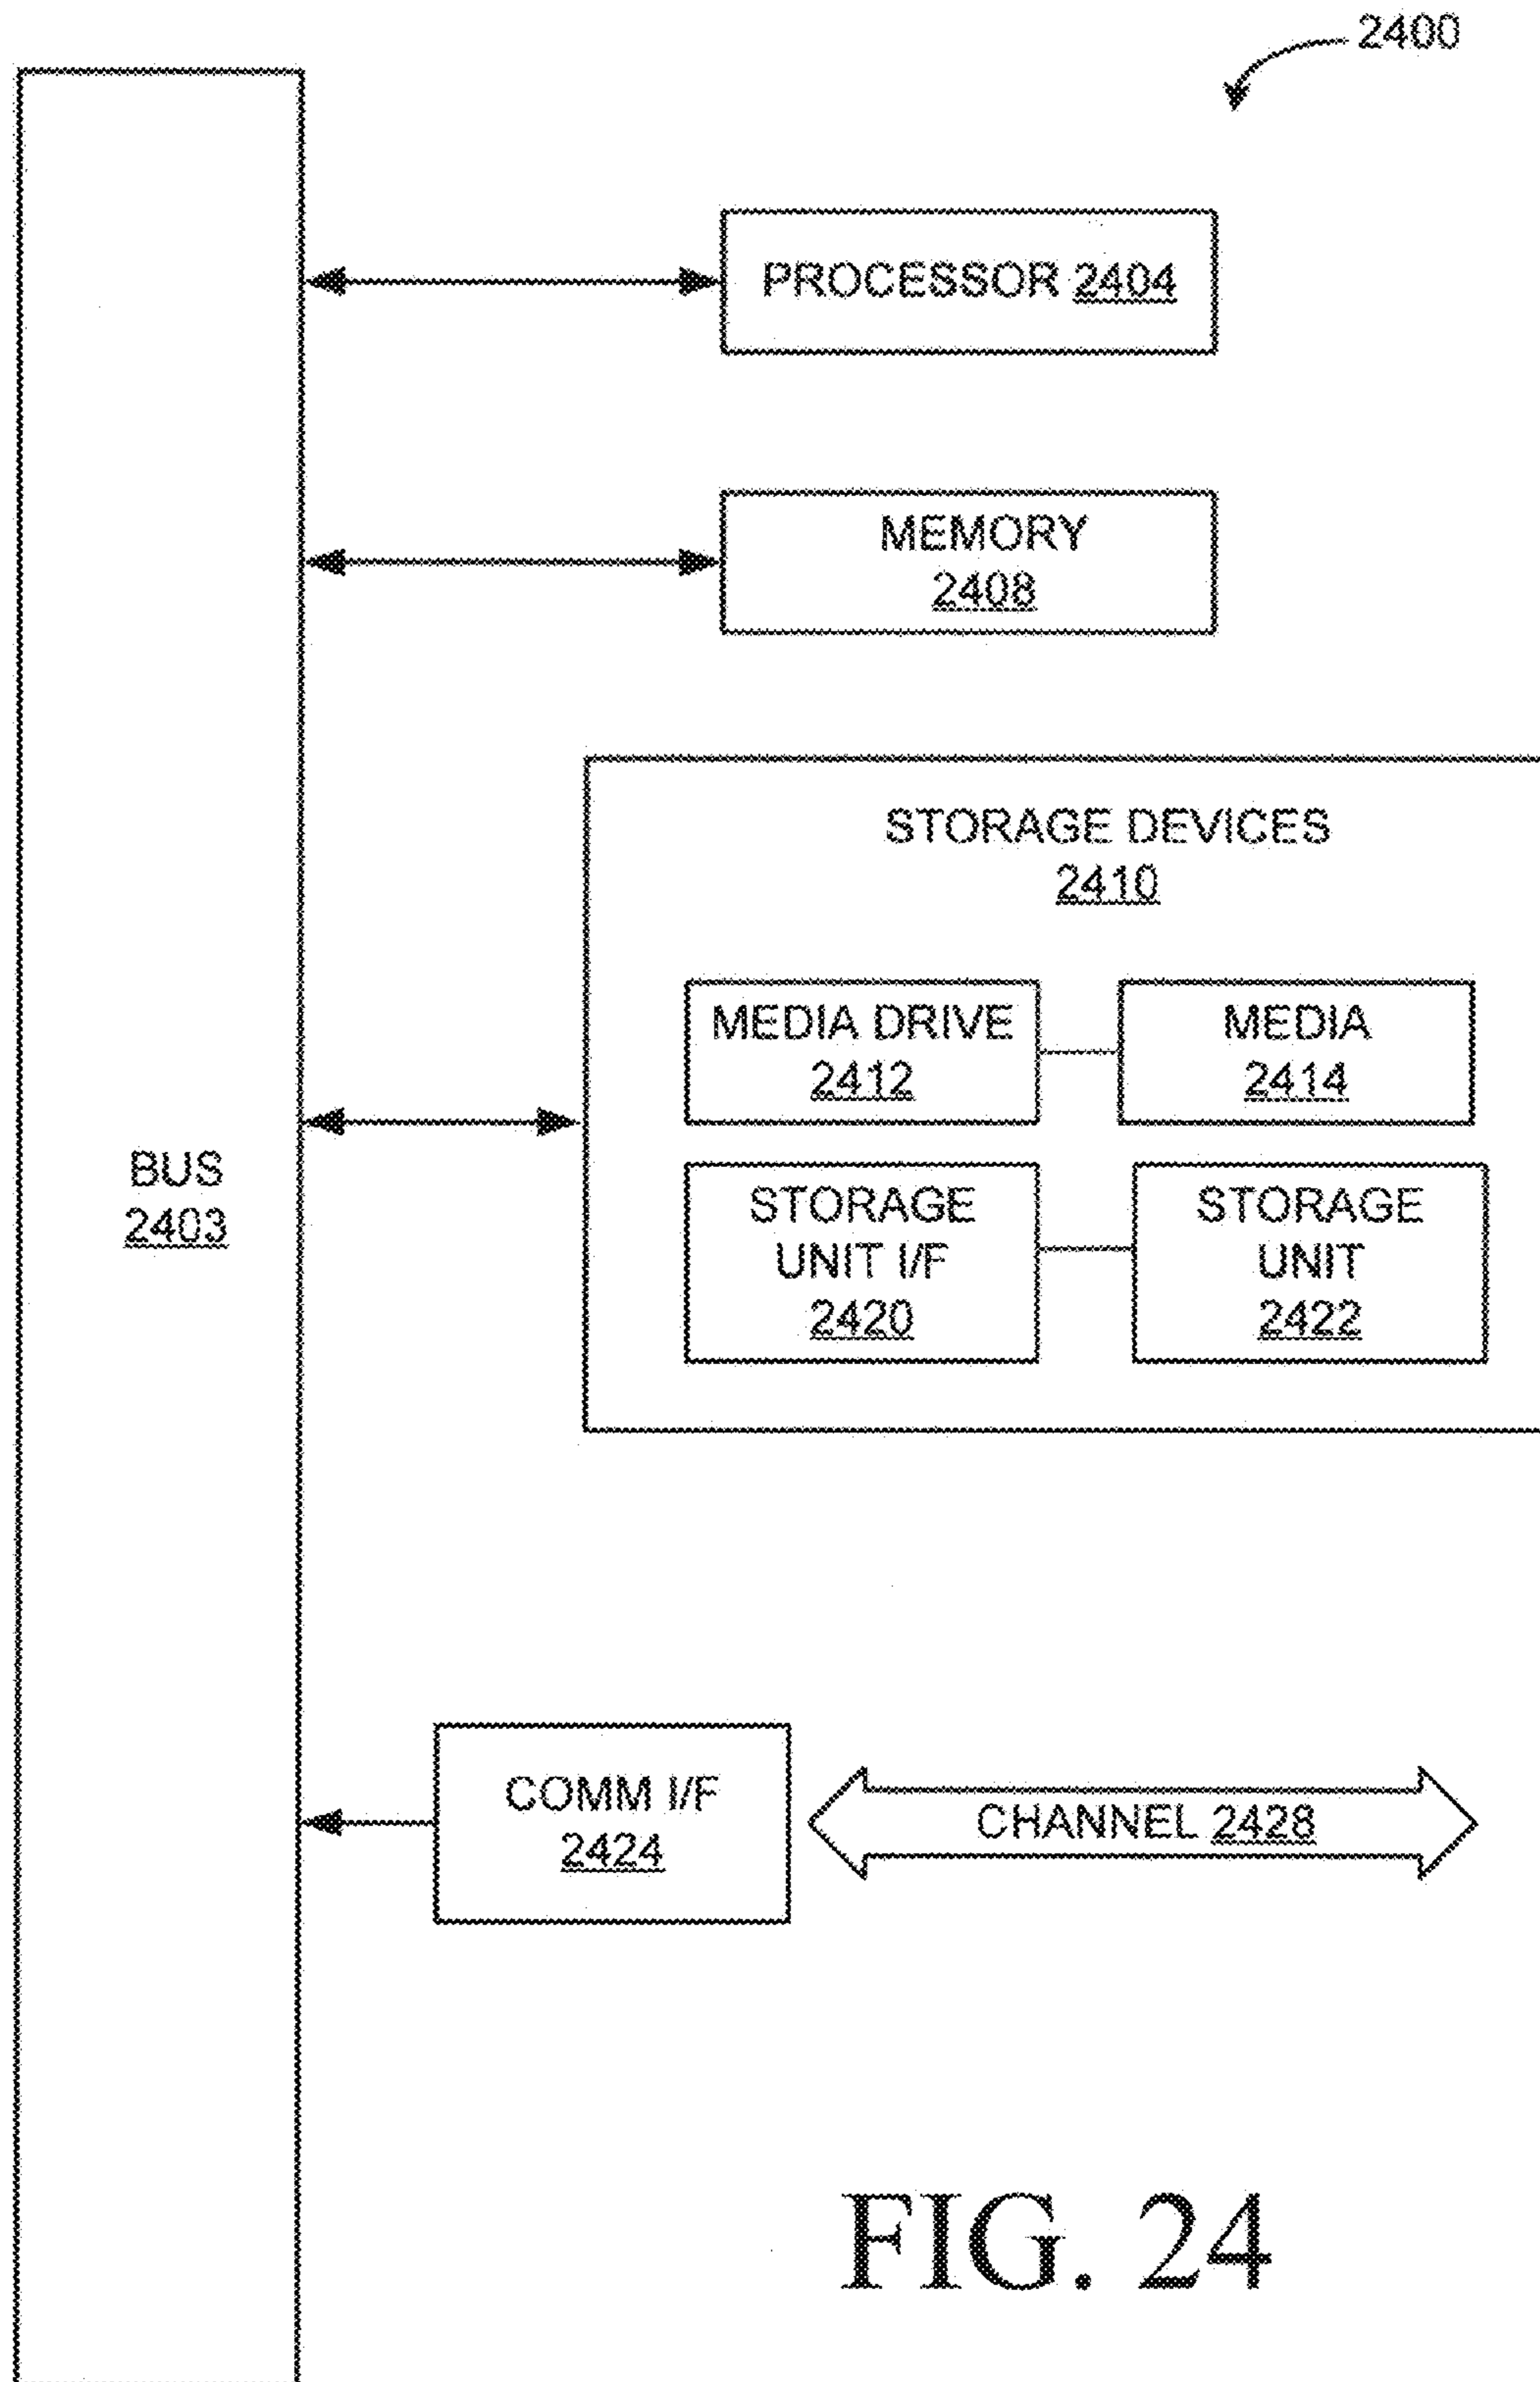 2400
PROCESSOR 2404
MEMORY
2408
STORAGE DEVICES
2410
MEDIA DRIVE
2412
MEDIA
2414
BUS
2403
STORAGE
UNIT I/F
2420
STORAGE
UNIT
2422
COMM I/F
2424
CHANNEL 2428
FIG. 24